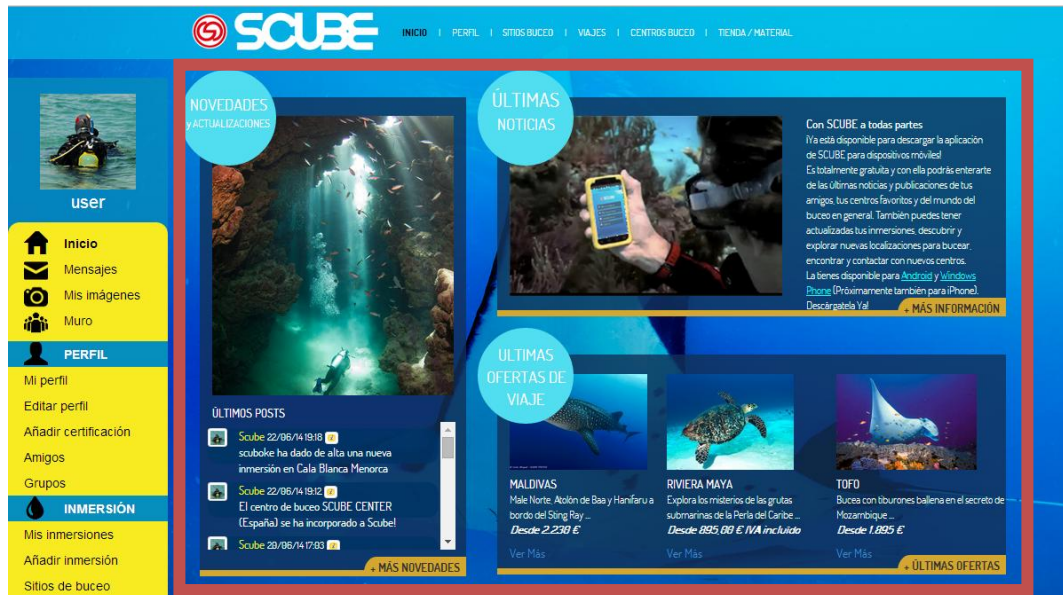 SCUBE
INICIO | PERFIL | SITIOS BUCEO | VIAJES | CENTROS BUCEO | TIENDA / MATERIAL
user
Inicio
Mensajes
Mis imágenes
Muro
PERFIL
Mi perfil
Editar perfil
Añadir certificación
Amigos
Grupos
INMERSIÓN
Mis inmersiones
Añadir inmersión
Sitios de buceo
NOVEDADES
y ACTUALIZACIONES
ÚLTIMOS POSTS
Scube 22/06/14 19:18
scuboke ha dado de alta una nueva
inmersión en Cala Blanca Menorca
Scube 22/06/14 19:12
El centro de buceo SCUBE CENTER
(España) se ha incorporado a Scube!
Scube 20/06/14 17:03
+ MÁS NOVEDADES
ÚLTIMAS
NOTICIAS
Con SCUBE a todas partes
¡Ya está disponible para descargar la aplicación
de SCUBE para dispositivos móviles!
Es totalmente gratuita y con ella podrás enterarte
de las últimas noticias y publicaciones de tus
amigos, tus centros favoritos y del mundo del
buceo en general. También puedes tener
actualizadas tus inmersiones, descubrir y
explorar nuevas localizaciones para bucear,
encontrar y contactar con nuevos centros.
La tienes disponible para Android y Windows
Phone (Próximamente también para iPhone).
Descárgatela Ya!
+ MÁS INFORMACIÓN
ULTIMAS
OFERTAS DE
VIAJE
MALDIVAS
Male Norte, Atolón de Baa y Hanifaru a
bordo del Sting Ray ...
Desde 2.230 €
Ver Más
RIVIERA MAYA
Explora los misterios de las grutas
submarinas de la Perla del Caribe ...
Desde 895,00 € IVA incluido
Ver Más
TOFO
Bucea con tiburones ballena en el secreto de
Mozambique ...
Desde 1.895 €
Ver Más
+ ÚLTIMAS OFERTAS